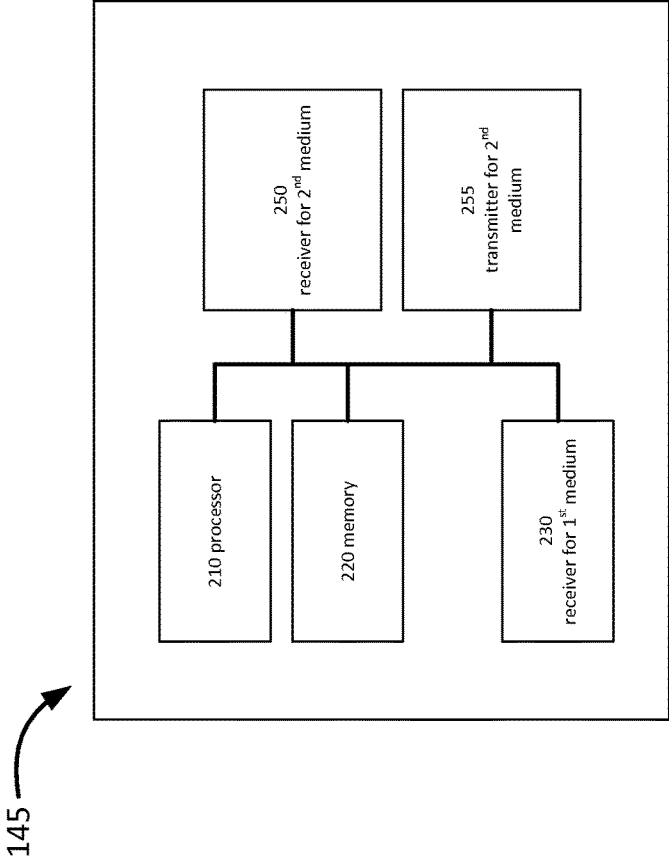 145
210 processor
220 memory
230
receiver for 1st medium
250
receiver for 2nd medium
255
transmitter for 2nd
medium